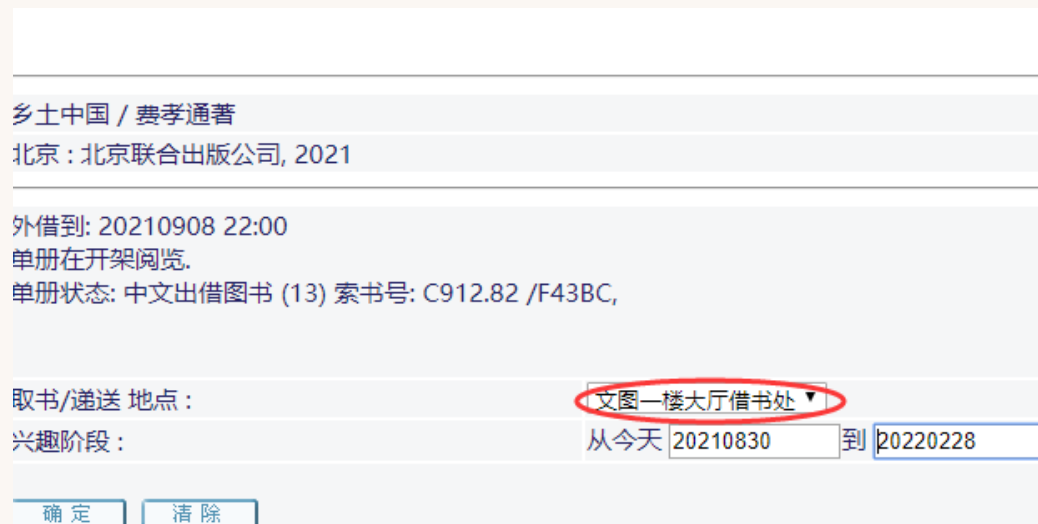 乡土中国 / 费孝通著
北京 : 北京联合出版公司, 2021
外借到: 20210908 22:00
单册在开架阅览.
单册状态: 中文出借图书 (13) 索书号: C912.82 /F43BC,
取书/递送 地点 : 文图一楼大厅借书处
兴趣阶段 : 从今天 20210830 到 20220228
确 定 清 除